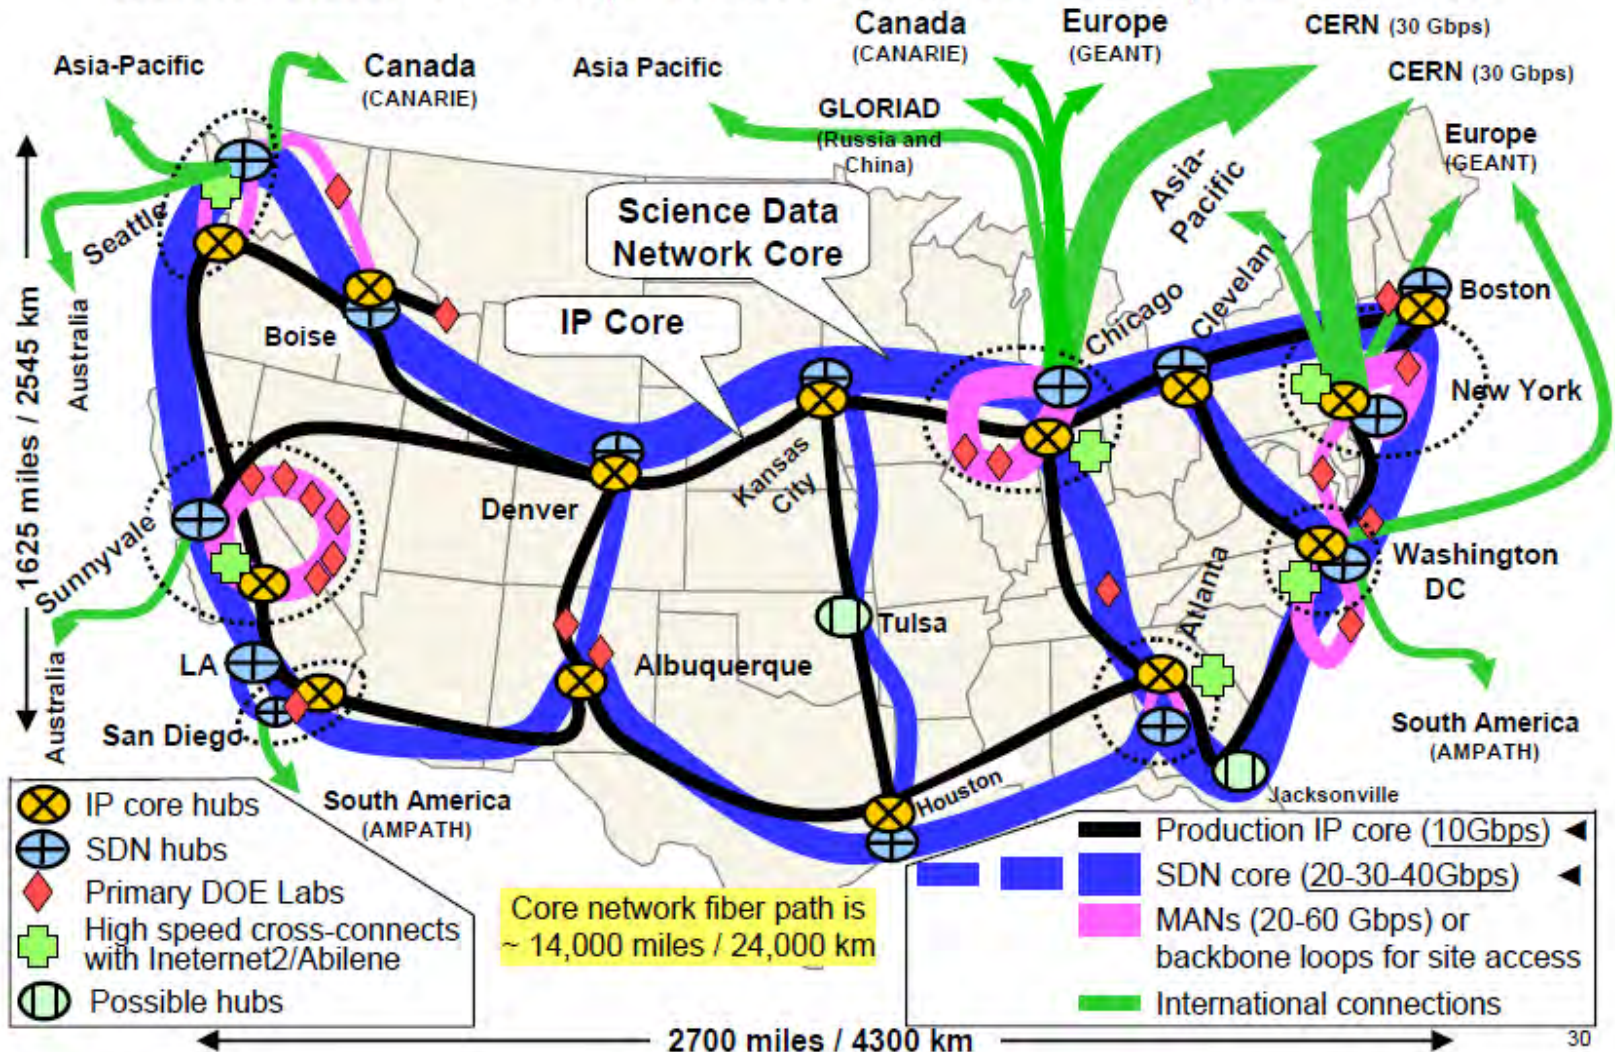 Canada
(CANARIE)
Europe
(GEANT)
CERN (30 Gbps)
Asia-Pacific
Canada
(CANARIE)
Asia Pacific
CERN (30 Gbps)
GLORIAD
(Russia and
China)
Europe
(GEANT)
Asia-
Pacific
Science Data
Network Core
IP Core
Seattle
Boise
Chicago
Clevelan
Boston
New York
Australia
1625 miles / 2545 km
Sunnyvale
Denver
Kansas
City
Washington
DC
Atlanta
Tulsa
LA
Albuquerque
San Diego
Australia
South America
(AMPATH)
South America
(AMPATH)
Houston
Jacksonville
IP core hubs
SDN hubs
Primary DOE Labs
High speed cross-connects
with Ineternet2/Abilene
Possible hubs
Core network fiber path is
~ 14,000 miles / 24,000 km
Production IP core (10Gbps) ◄
SDN core (20-30-40Gbps) ◄
MANs (20-60 Gbps) or
backbone loops for site access
International connections
2700 miles / 4300 km
30